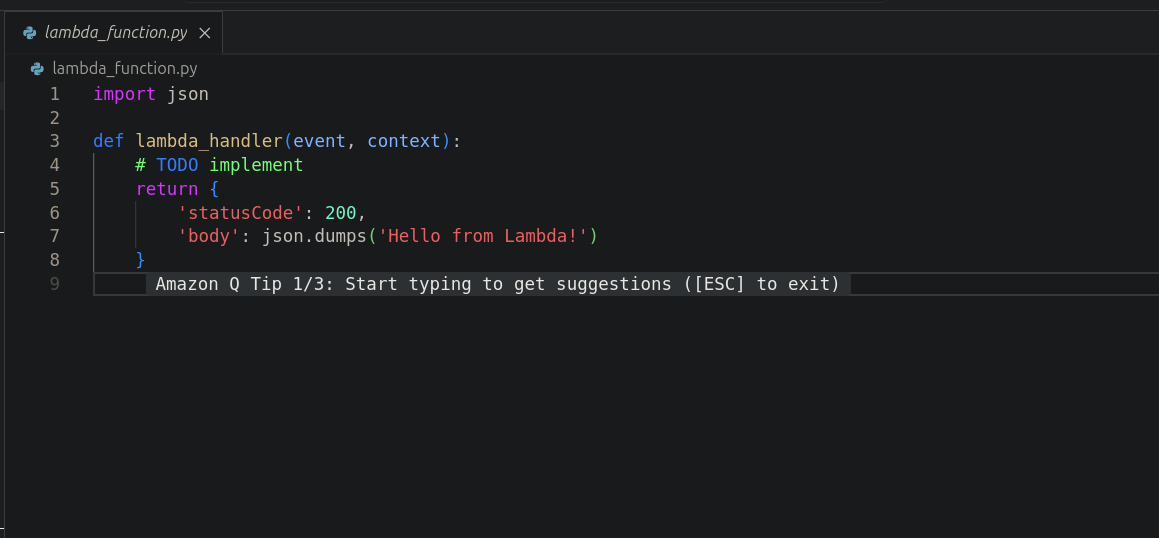 lambda_function.py
lambda_function.py
1 import json
2
3 def lambda_handler(event, context):
4     # TODO implement
5     return {
6         'statusCode': 200,
7         'body': json.dumps('Hello from Lambda!')
8     }
9 Amazon Q Tip 1/3: Start typing to get suggestions ([ESC] to exit)